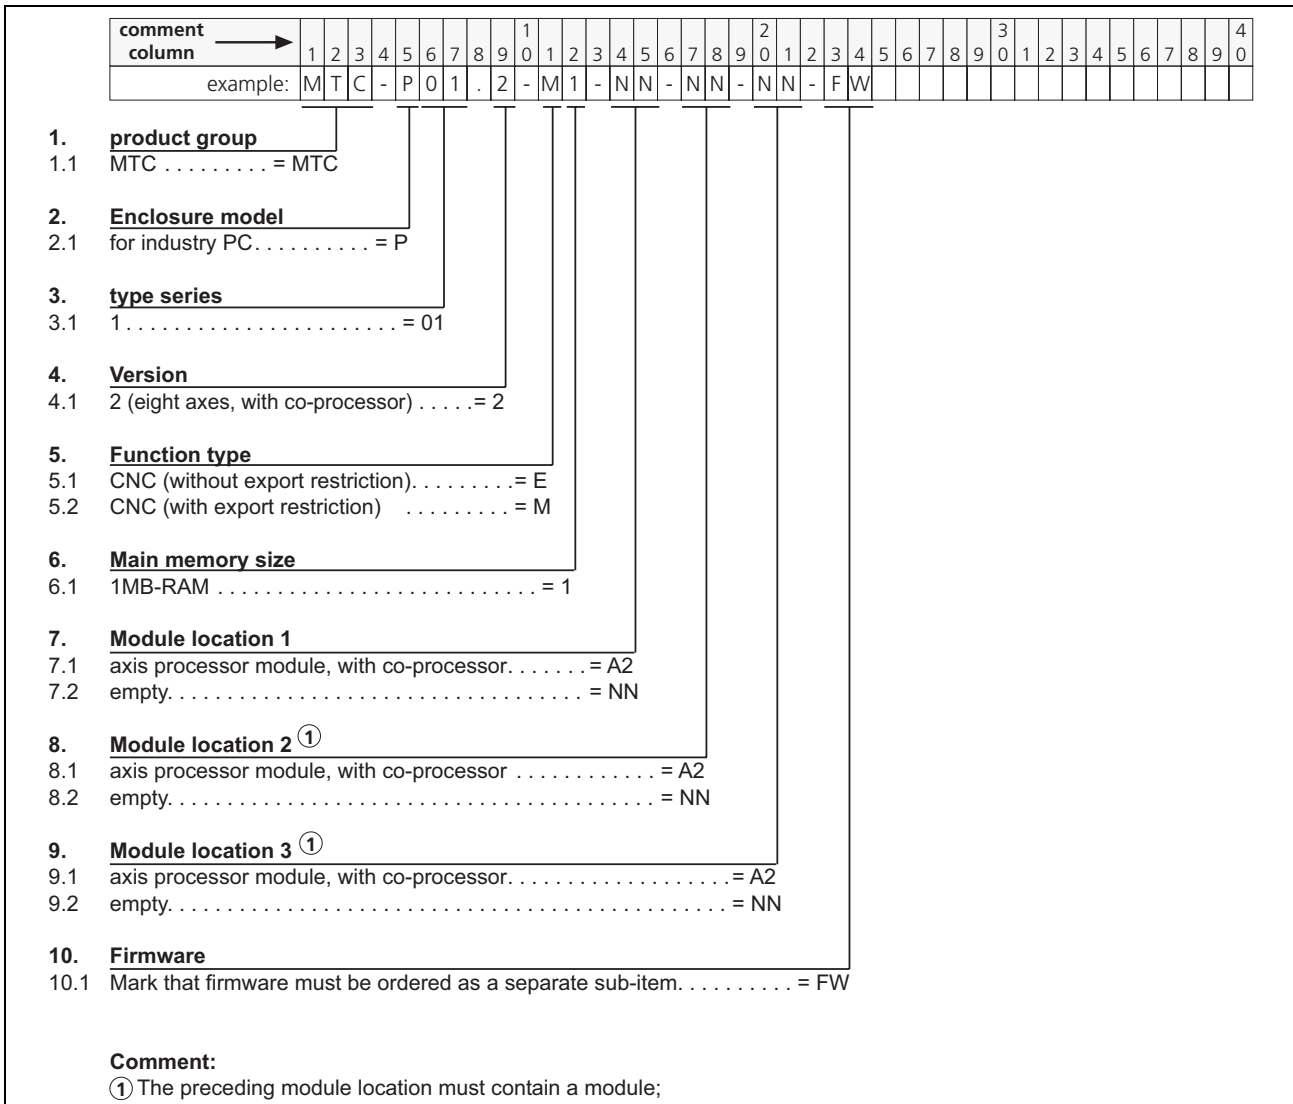 comment column 1 2 3 4 5 6 7 8 9 10 1 2 3 4 5 6 7 8 9 20 1 2 3 4 5 6 7 8 9 30 1 2 3 4 5 6 7 8 9 40
example: M T C - P 0 1 . 2 - M 1 - N N - N N - N N - F W
1. product group
1.1 MTC . . . . . . . . . = MTC
2. Enclosure model
2.1 for industry PC. . . . . . . . . . = P
3. type series
3.1 1. . . . . . . . . . . . . . . . . . . . . . . = 01
4. Version
4.1 2 (eight axes, with co-processor) . . . . .= 2
5. Function type
5.1 CNC (without export restriction). . . . . . . . .= E
5.2 CNC (with export restriction) . . . . . . . . . = M
6. Main memory size
6.1 1MB-RAM . . . . . . . . . . . . . . . . . . . . . . . . . . . = 1
7. Module location 1
7.1 axis processor module, with co-processor. . . . . . . = A2
7.2 empty. . . . . . . . . . . . . . . . . . . . . . . . . . . . . . . . . . . = NN
8. Module location 2 ①
8.1 axis processor module, with co-processor . . . . . . . . . . . . = A2
8.2 empty. . . . . . . . . . . . . . . . . . . . . . . . . . . . . . . . . . . . . . . . . = NN
9. Module location 3 ①
9.1 axis processor module, with co-processor. . . . . . . . . . . . . . . . . . .= A2
9.2 empty. . . . . . . . . . . . . . . . . . . . . . . . . . . . . . . . . . . . . . . . . . . . . . . = NN
10. Firmware
10.1 Mark that firmware must be ordered as a separate sub-item. . . . . . . . . . = FW
Comment:
① The preceding module location must contain a module;